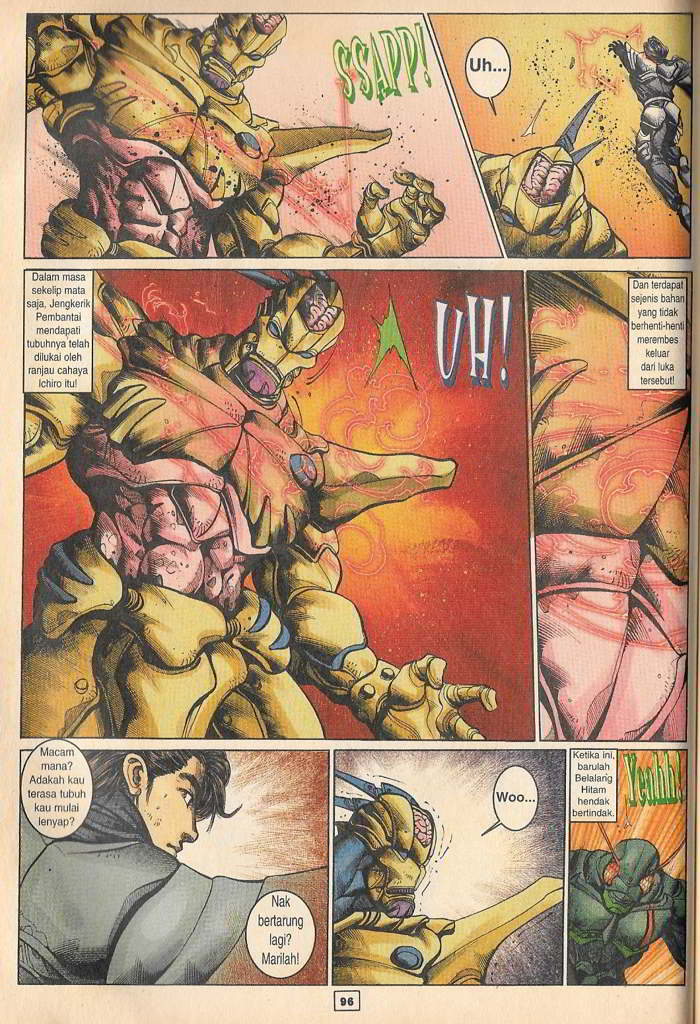 SSAPP!
Uh...
Dalam masa
sekelip mata
saja, Jengkerik
Pembantai
mendapati
tubuhnya telah
dilukai oleh
ranjau cahaya
Ichiro itu!
UH!
Dan terdapat
sejenis bahan
yang tidak
berhenti-henti
merembes
keluar
dari luka
tersebut!
Macam
mana?
Adakah kau
terasa tubuh
kau mulai
lenyap?
Nak
bertarung
lagi?
Marilah!
Woo...
Ketika ini,
barulah
Belalang
Hitam
hendak
bertindak.
Yeahh!
96